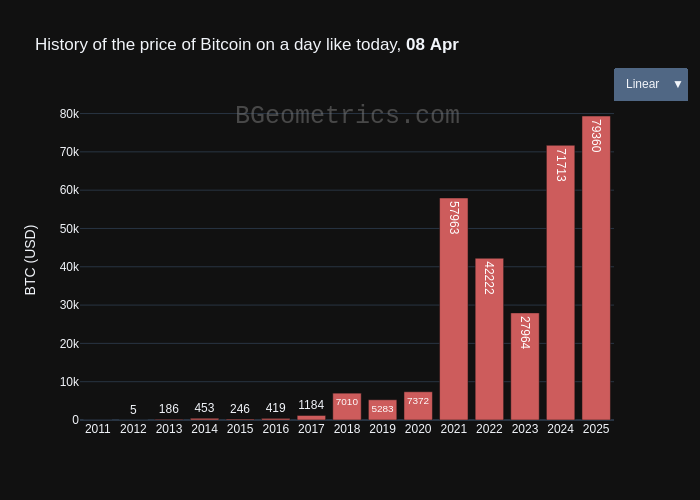 History of the price of Bitcoin on a day like today, 08 Apr
Linear ▼
BGeometrics.com
BTC (USD)
80k
70k
60k
50k
40k
30k
20k
10k
0
5
186
453
246
419
1184
7010
5283
7372
57963
42222
27964
71713
79360
2011 2012 2013 2014 2015 2016 2017 2018 2019 2020 2021 2022 2023 2024 2025